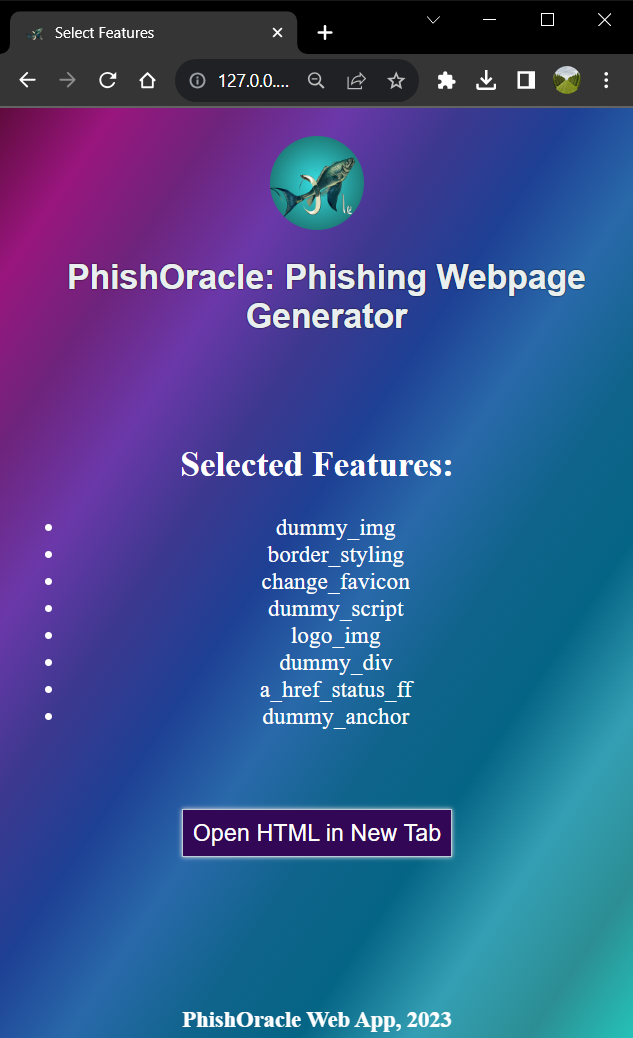 Select Features
127.0.0....
PhishOracle: Phishing Webpage
Generator
Selected Features:
dummy_img
border_styling
change_favicon
dummy_script
logo_img
dummy_div
a_href_status_ff
dummy_anchor
Open HTML in New Tab
PhishOracle Web App, 2023